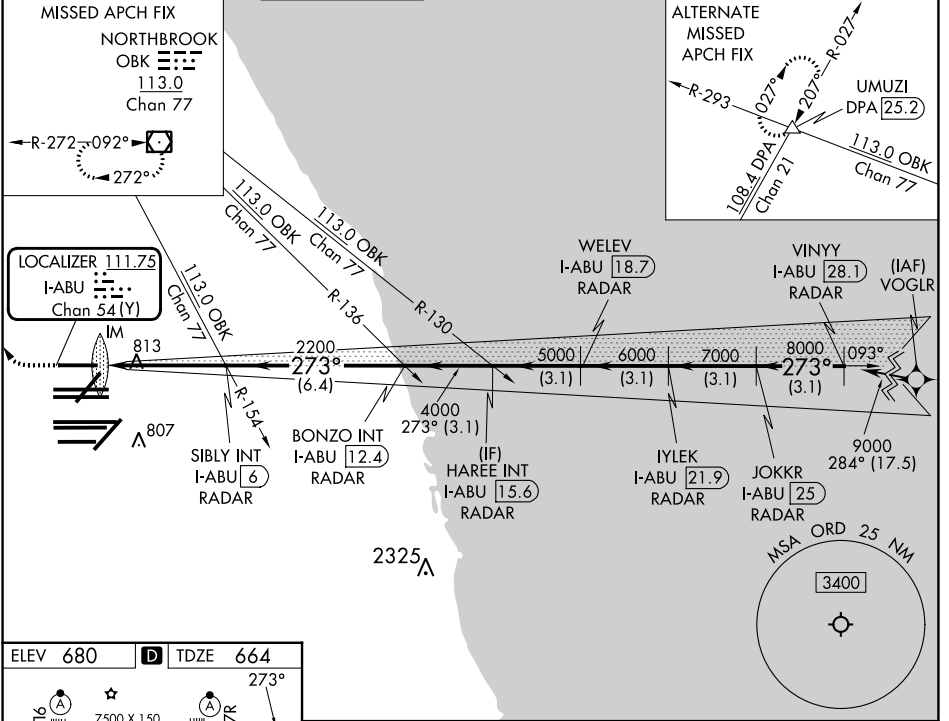 MISSED APCH FIX
NORTHBROOK
OBK
113.0
Chan 77
R-272
092°
272°
ALTERNATE
MISSED
APCH FIX
R-027
027°
207°
R-293
UMUZI
DPA 25.2
113.0 OBK
Chan 77
108.4 DPA
Chan 21
113.0 OBK
Chan 77
113.0 OBK
Chan 77
113.0 OBK
Chan 77
R-136
R-130
R-154
LOCALIZER 111.75
I-ABU
Chan 54 (Y)
IM
813
807
WELEV
I-ABU 18.7
RADAR
VINYY
I-ABU 28.1
RADAR
(IAF)
VOGLR
2200
273°
(6.4)
5000
(3.1)
6000
(3.1)
7000
(3.1)
8000
273°
(3.1)
093°
4000
273° (3.1)
9000
284° (17.5)
SIBLY INT
I-ABU 6
RADAR
BONZO INT
I-ABU 12.4
RADAR
(IF)
HAREE INT
I-ABU 15.6
RADAR
IYLEK
I-ABU 21.9
RADAR
JOKKR
I-ABU 25
RADAR
2325
MSA ORD 25 NM
3400
ELEV 680
D
TDZE 664
273°
A
A
7500 X 150